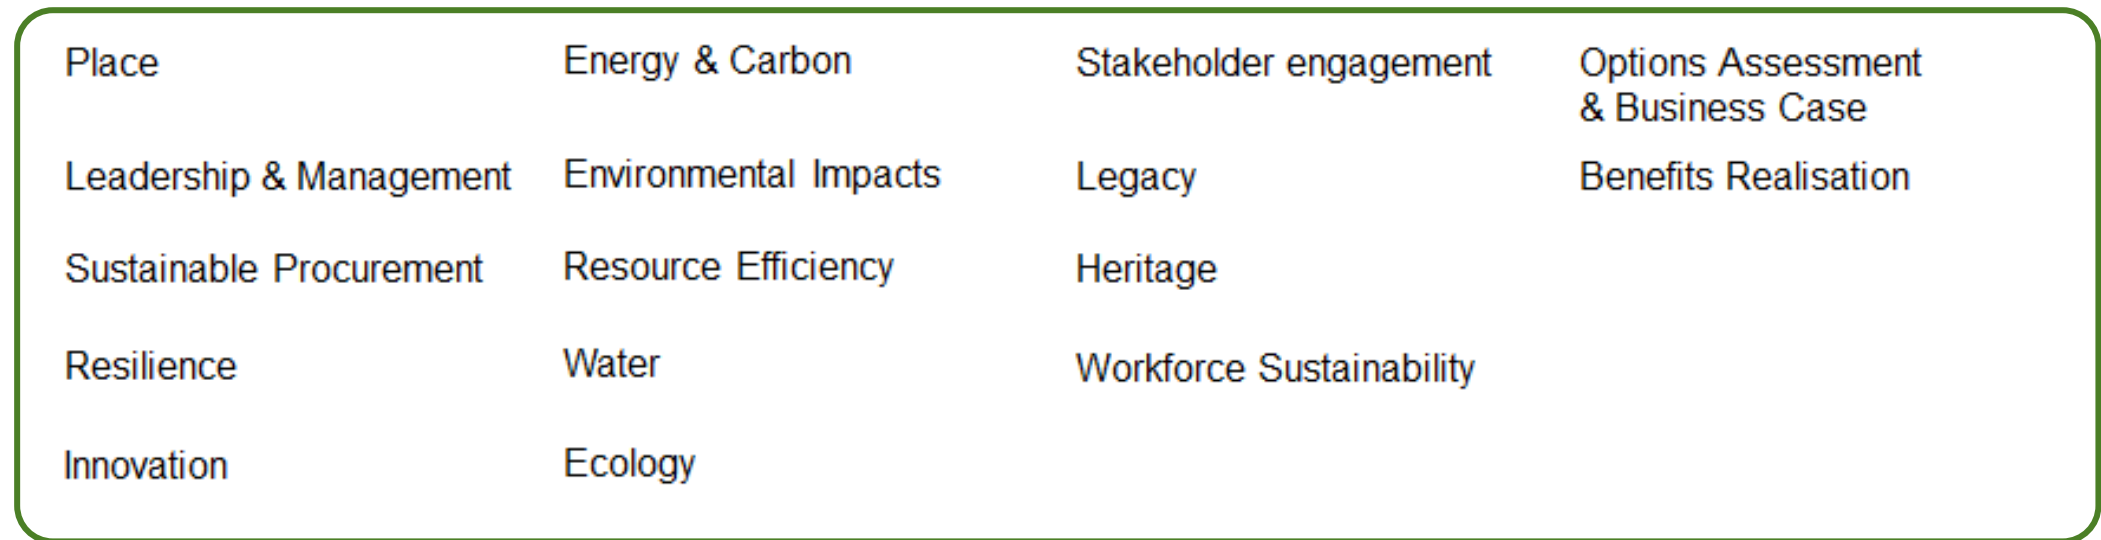 Place
Leadership & Management
Sustainable Procurement
Resilience
Innovation
Energy & Carbon
Environmental Impacts
Resource Efficiency
Water
Ecology
Stakeholder engagement
Legacy
Heritage
Workforce Sustainability
Options Assessment
& Business Case
Benefits Realisation